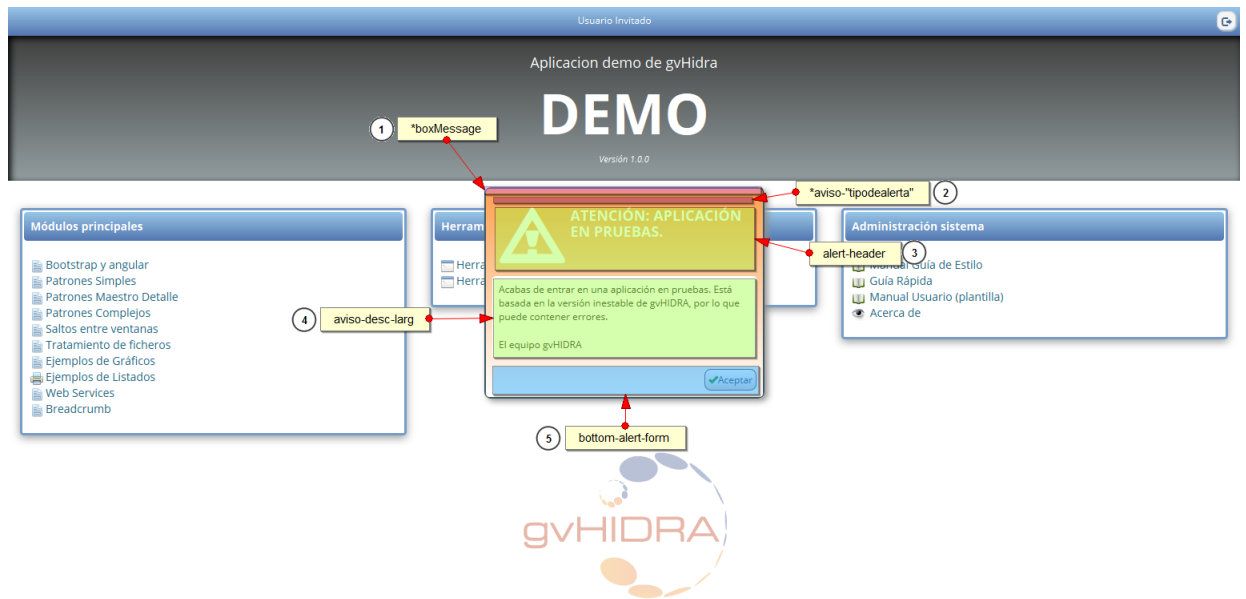 Usuario Invitado
Aplicacion demo de gvHidra
DEMO
Versión 1.0.0
1
*boxMessage
*aviso-"tipodealerta"
2
Módulos principales
Bootstrap y angular
Patrones Simples
Patrones Maestro Detalle
Patrones Complejos
Saltos entre ventanas
Tratamiento de ficheros
Ejemplos de Gráficos
Ejemplos de Listados
Web Services
Breadcrumb
Herram
Herra
Herra
ATENCIÓN: APLICACIÓN
EN PRUEBAS.
Acabas de entrar en una aplicación en pruebas. Está
basada en la versión inestable de gvHIDRA, por lo que
puede contener errores.
El equipo gvHIDRA
Aceptar
Administración sistema
alert-header
3
Manual Guía de Estilo
Guía Rápida
Manual Usuario (plantilla)
Acerca de
4
aviso-desc-larg
5
bottom-alert-form
gvHIDRA